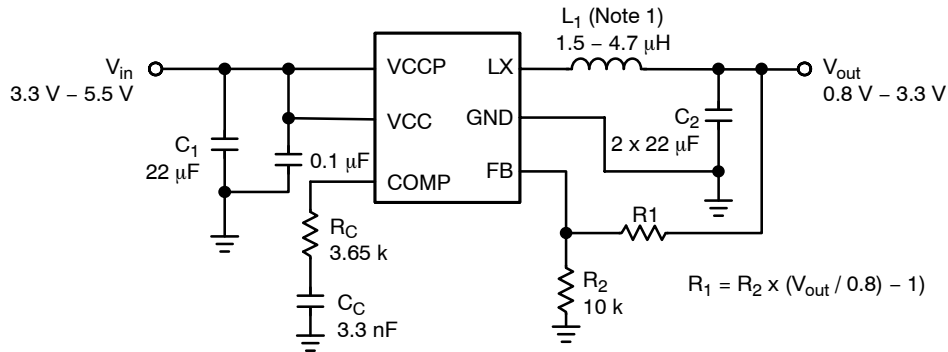 L1 (Note 1)
1.5 – 4.7 μH
Vin
3.3 V – 5.5 V
VCCP
LX
Vout
0.8 V – 3.3 V
VCC
GND
C1
22 μF
0.1 μF
C2
2 x 22 μF
COMP
FB
RC
3.65 k
R1
CC
3.3 nF
R2
10 k
R1 = R2 x (Vout / 0.8) – 1)